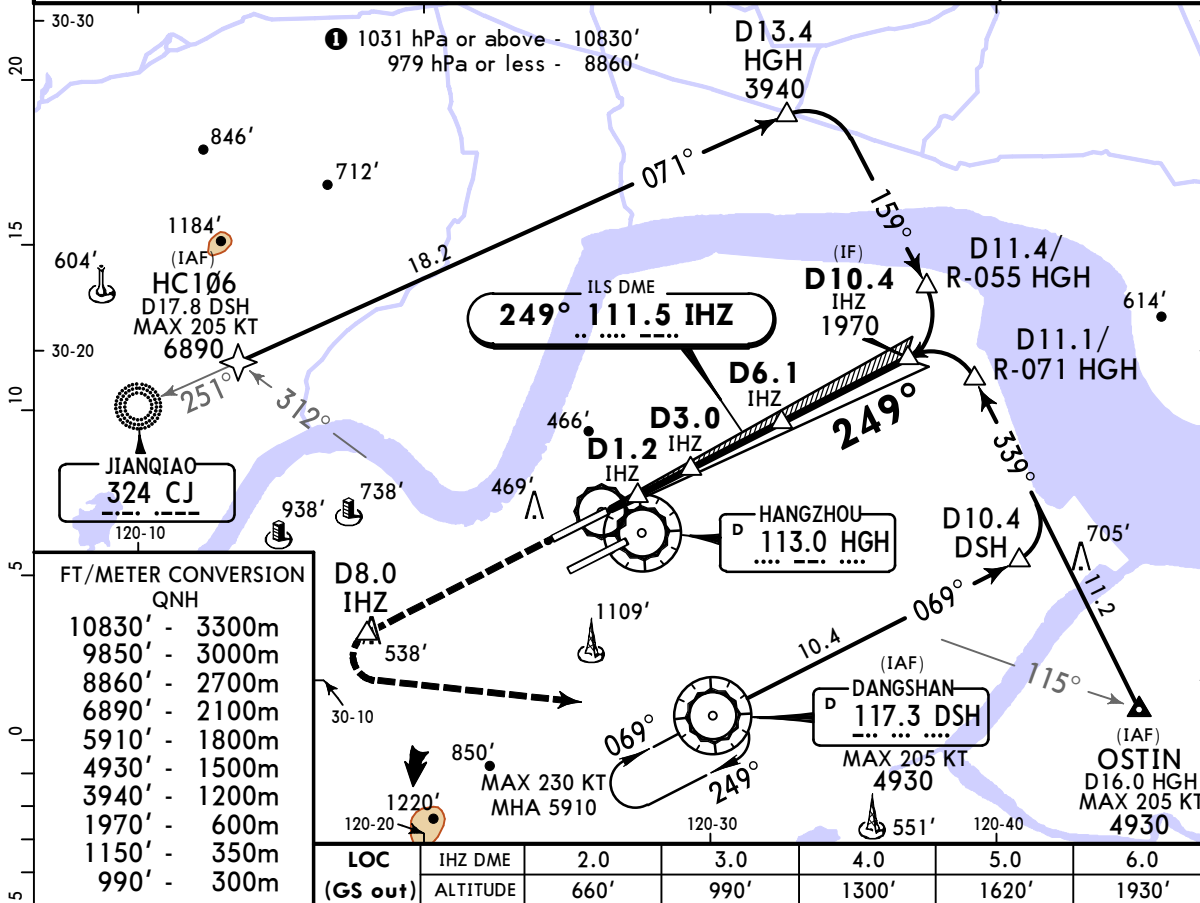 30-30
❶ 1031 hPa or above - 10830'
979 hPa or less - 8860'
D13.4
HGH
3940
20
846'
712'
071°
159°
1184'
15
(IAF)
HCI06
D17.8 DSH
MAX 205 KT
6890
604'
18.2
(IF)
D10.4
IHZ
1970
D11.4/
R-055 HGH
614'
ILS DME
249° 111.5 IHZ
30-20
D11.1/
R-071 HGH
251°
312°
10
D6.1
IHZ
249°
D3.0
IHZ
466'
D1.2
IHZ
339°
JIANQIAO
324 CJ
120-10
938'
738'
469'
HANGZHOU
D 113.0 HGH
D10.4
DSH
705'
11.2
5
FT/METER CONVERSION
QNH
10830' - 3300m
9850' - 3000m
8860' - 2700m
6890' - 2100m
5910' - 1800m
4930' - 1500m
3940' - 1200m
1970' - 600m
1150' - 350m
990' - 300m
D8.0
IHZ
538'
1109'
069°
10.4
115°
30-10
0
(IAF)
DANGSHAN
D 117.3 DSH
MAX 205 KT
4930
069°
249°
850'
MAX 230 KT
MHA 5910
(IAF)
OSTIN
D16.0 HGH
MAX 205 KT
4930
1220'
120-20
120-30
551'
120-40
5
LOC IHZ DME 2.0 3.0 4.0 5.0 6.0
(GS out) ALTITUDE 660' 990' 1300' 1620' 1930'